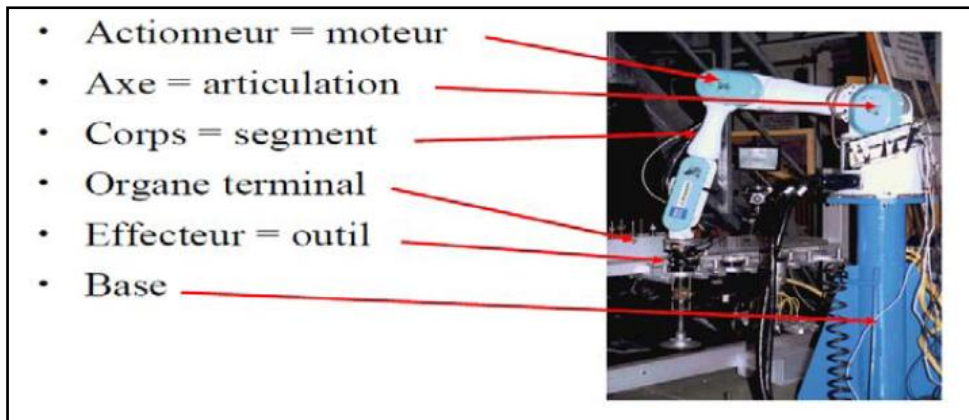 • Actionneur = moteur
• Axe = articulation
• Corps = segment
• Organe terminal
• Effecteur = outil
• Base